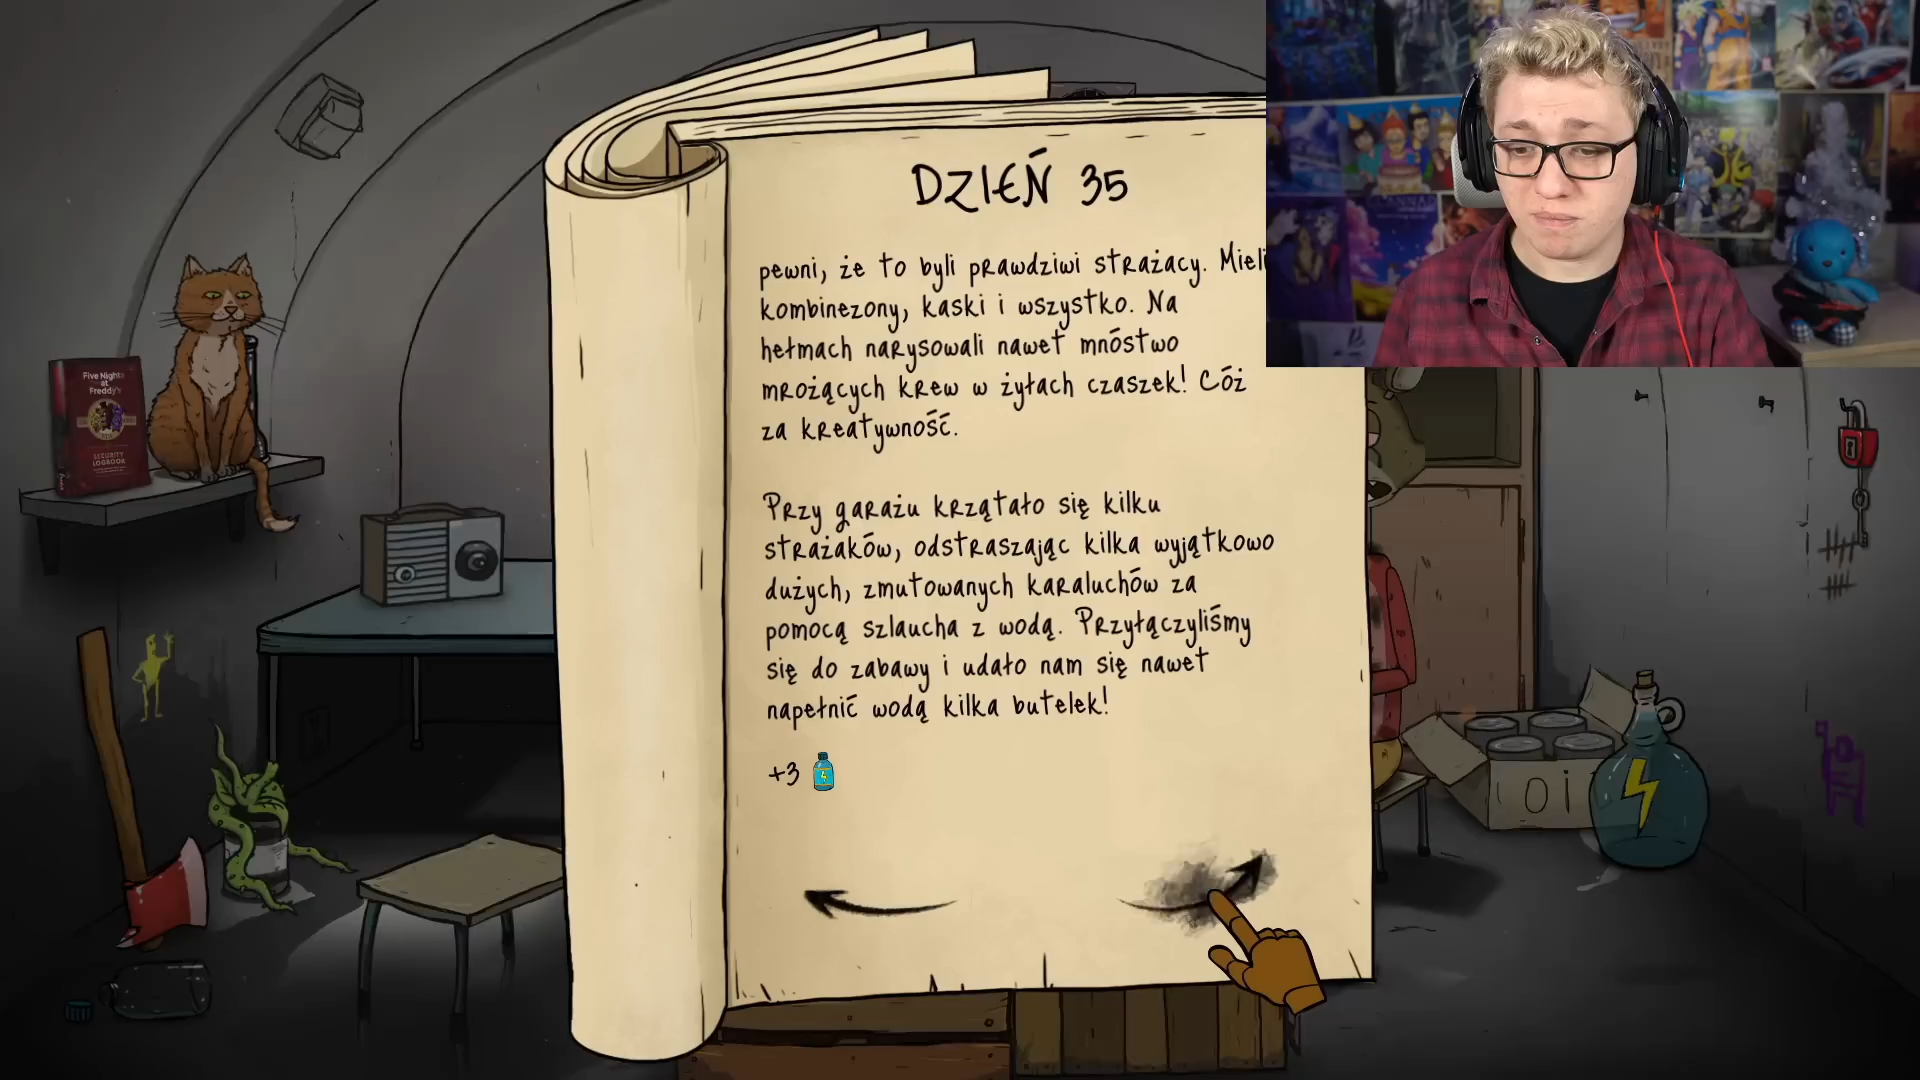 DZIEŃ 35
pewni, że to byli prawdziwi strażacy. Mieli
kombinezony, kaski i wszystko. Na
hełmach narysowali nawet mnóstwo
mrożących krew w żyłach czaszek! Cóż
za kreatywność.
Przy garażu krzątało się kilku
strażaków, odstraszając kilka wyjątkowo
dużych, zmutowanych karaluchów za
pomocą szlaucha z wodą. Przyłączyliśmy
się do zabawy i udało nam się nawet
napełnić wodą kilka butelek!
+3
Five Nights
at
Freddy's
SECURITY
LOGBOOK